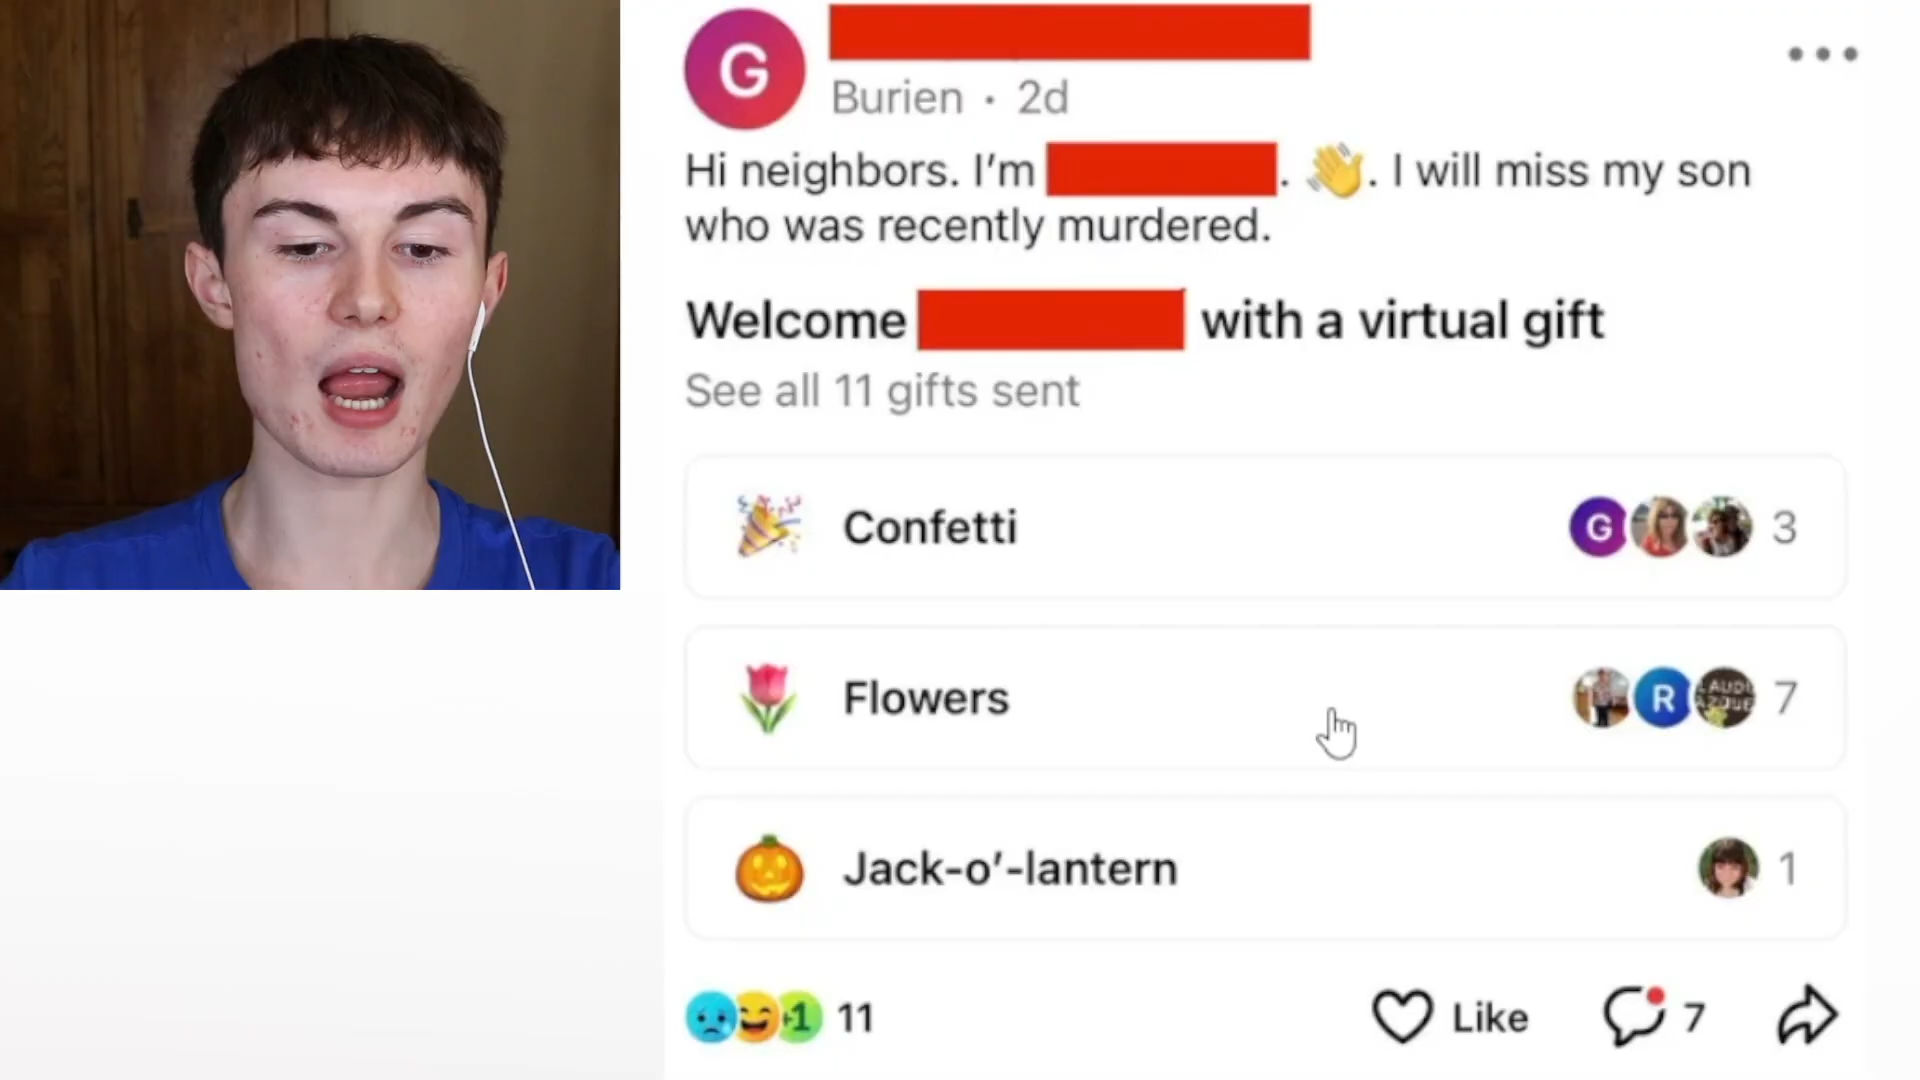 G
Burien · 2d
Hi neighbors. I'm . 👋. I will miss my son
who was recently murdered.
Welcome with a virtual gift
See all 11 gifts sent
Confetti G 3
Flowers R 7
Jack-o'-lantern 1
+1 11 Like 7